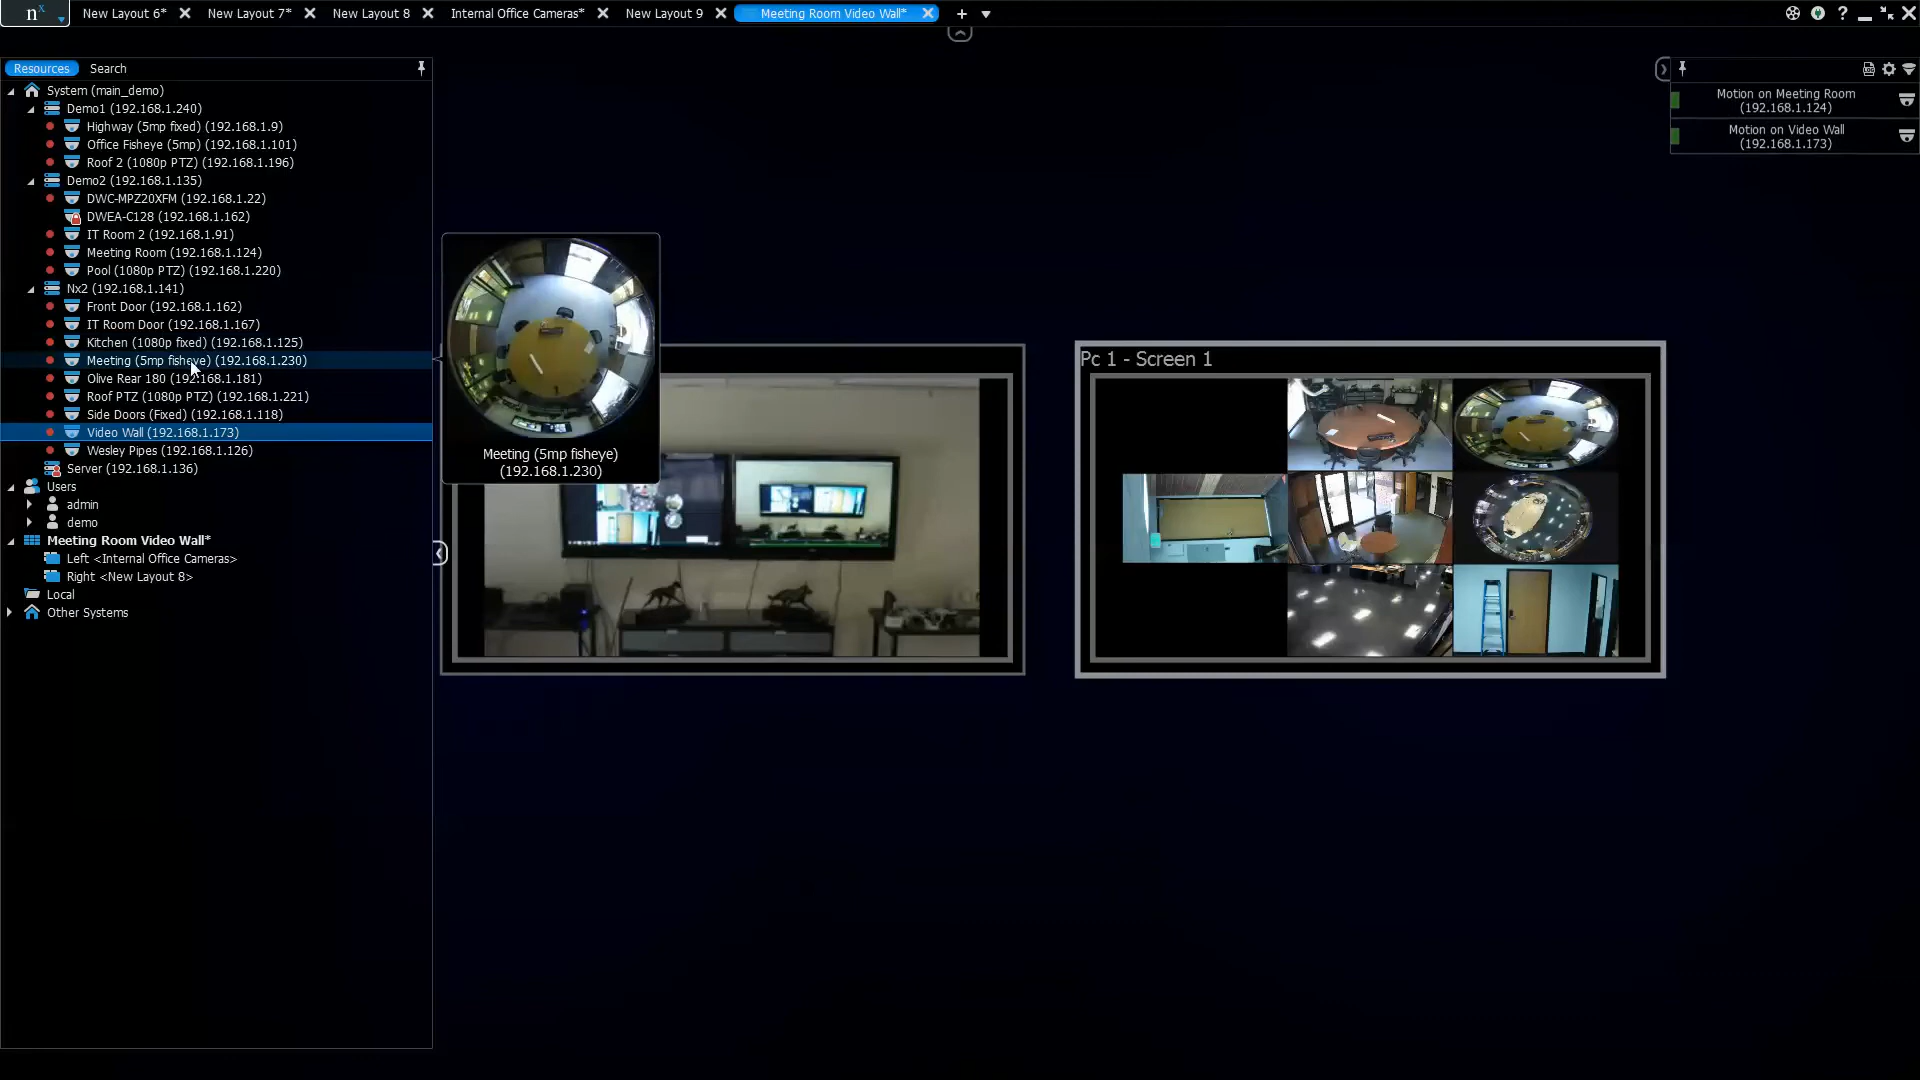 nx
New Layout 6*
New Layout 7*
New Layout 8
Internal Office Cameras*
New Layout 9
Meeting Room Video Wall*
+
?
Resources
Search
System (main_demo)
Demo1 (192.168.1.240)
Highway (5mp fixed) (192.168.1.9)
Office Fisheye (5mp) (192.168.1.101)
Roof 2 (1080p PTZ) (192.168.1.196)
Demo2 (192.168.1.135)
DWC-MPZ20XFM (192.168.1.22)
DWEA-C128 (192.168.1.162)
IT Room 2 (192.168.1.91)
Meeting Room (192.168.1.124)
Pool (1080p PTZ) (192.168.1.220)
Nx2 (192.168.1.141)
Front Door (192.168.1.162)
IT Room Door (192.168.1.167)
Kitchen (1080p fixed) (192.168.1.125)
Meeting (5mp fisheye) (192.168.1.230)
Olive Rear 180 (192.168.1.181)
Roof PTZ (1080p PTZ) (192.168.1.221)
Side Doors (Fixed) (192.168.1.118)
Video Wall (192.168.1.173)
Wesley Pipes (192.168.1.126)
Server (192.168.1.136)
Users
admin
demo
Meeting Room Video Wall*
Left <Internal Office Cameras>
Right <New Layout 8>
Local
Other Systems
Meeting (5mp fisheye)
(192.168.1.230)
Pc 1 - Screen 1
Motion on Meeting Room
(192.168.1.124)
Motion on Video Wall
(192.168.1.173)